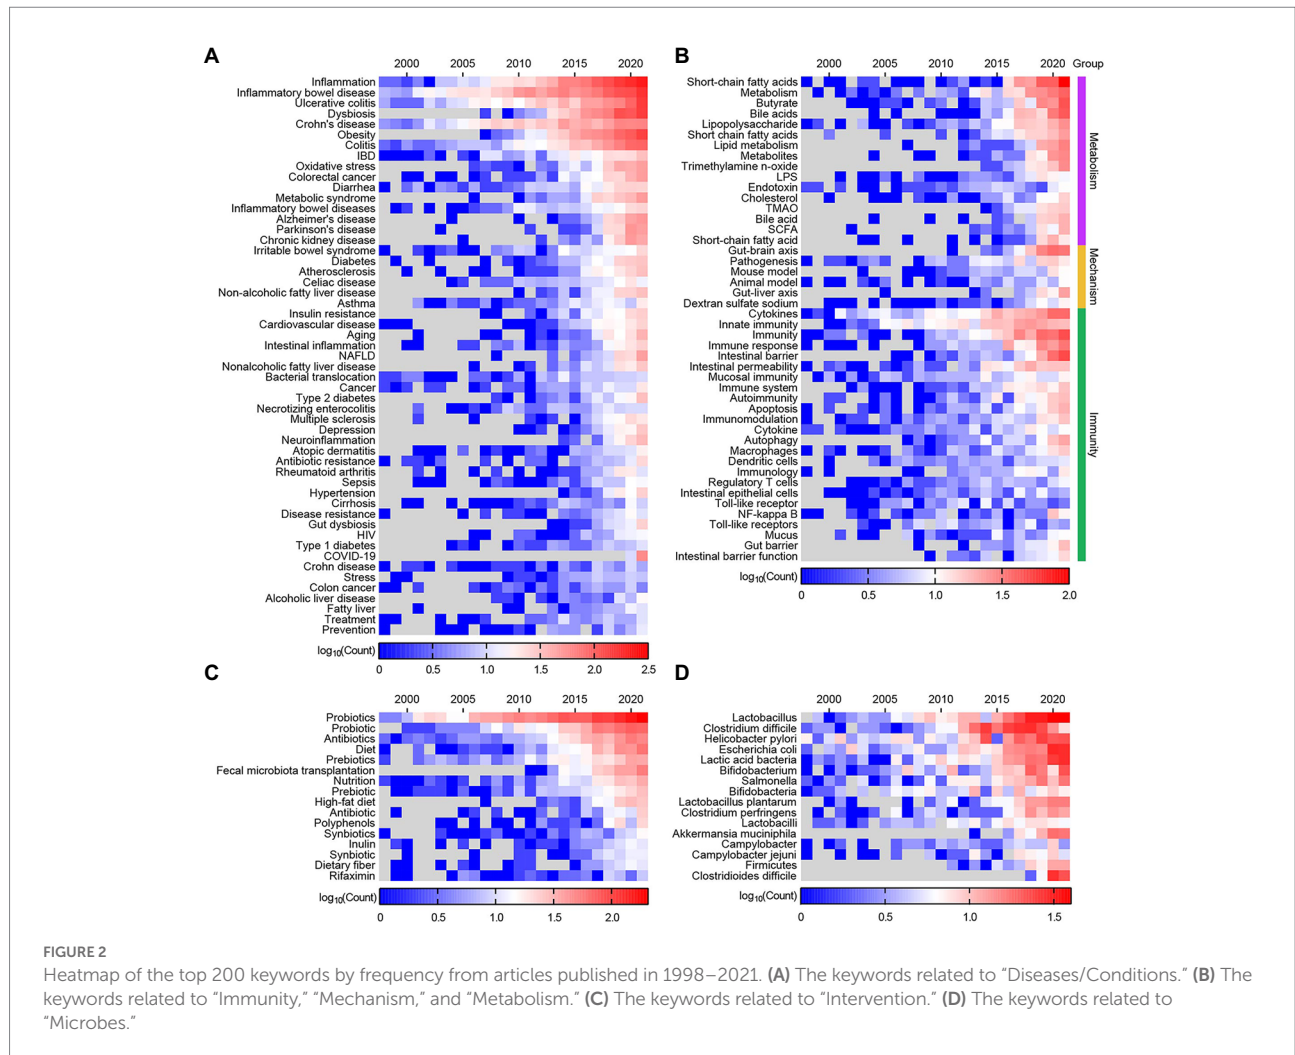 A
2000 2005 2010 2015 2020
Inflammation
Inflammatory bowel disease
Ulcerative colitis
Dysbiosis
Crohn's disease
Obesity
Colitis
IBD
Oxidative stress
Colorectal cancer
Diarrhea
Metabolic syndrome
Inflammatory bowel diseases
Alzheimer's disease
Parkinson's disease
Chronic kidney disease
Irritable bowel syndrome
Diabetes
Atherosclerosis
Celiac disease
Non-alcoholic fatty liver disease
Asthma
Insulin resistance
Cardiovascular disease
Aging
Intestinal inflammation
NAFLD
Nonalcoholic fatty liver disease
Bacterial translocation
Cancer
Type 2 diabetes
Necrotizing enterocolitis
Multiple sclerosis
Depression
Neuroinflammation
Atopic dermatitis
Antibiotic resistance
Rheumatoid arthritis
Sepsis
Hypertension
Cirrhosis
Disease resistance
Gut dysbiosis
HIV
Type 1 diabetes
COVID-19
Crohn disease
Stress
Colon cancer
Alcoholic liver disease
Fatty liver
Treatment
Prevention
log10(Count)
0 0.5 1.0 1.5 2.0 2.5
B
2000 2005 2010 2015 2020 Group
Short-chain fatty acids
Metabolism
Butyrate
Bile acids
Lipopolysaccharide
Short chain fatty acids
Lipid metabolism
Metabolites
Trimethylamine n-oxide
LPS
Endotoxin
Cholesterol
TMAO
Bile acid
SCFA
Short-chain fatty acid
Gut-brain axis
Pathogenesis
Mouse model
Animal model
Gut-liver axis
Dextran sulfate sodium
Cytokines
Innate immunity
Immunity
Immune response
Intestinal barrier
Intestinal permeability
Mucosal immunity
Immune system
Autoimmunity
Apoptosis
Immunomodulation
Cytokine
Autophagy
Macrophages
Dendritic cells
Immunology
Regulatory T cells
Intestinal epithelial cells
Toll-like receptor
NF-kappa B
Toll-like receptors
Mucus
Gut barrier
Intestinal barrier function
Metabolism
Mechanism
Immunity
log10(Count)
0 0.5 1.0 1.5 2.0
C
2000 2005 2010 2015 2020
Probiotics
Probiotic
Antibiotics
Diet
Prebiotics
Fecal microbiota transplantation
Nutrition
Prebiotic
High-fat diet
Antibiotic
Polyphenols
Synbiotics
Inulin
Synbiotic
Dietary fiber
Rifaximin
log10(Count)
0 0.5 1.0 1.5 2.0
D
2000 2005 2010 2015 2020
Lactobacillus
Clostridium difficile
Helicobacter pylori
Escherichia coli
Lactic acid bacteria
Bifidobacterium
Salmonella
Bifidobacteria
Lactobacillus plantarum
Clostridium perfringens
Lactobacilli
Akkermansia muciniphila
Campylobacter
Campylobacter jejuni
Firmicutes
Clostridioides difficile
log10(Count)
0 0.5 1.0 1.5
FIGURE 2
Heatmap of the top 200 keywords by frequency from articles published in 1998–2021. (A) The keywords related to “Diseases/Conditions.” (B) The
keywords related to “Immunity,” “Mechanism,” and “Metabolism.” (C) The keywords related to “Intervention.” (D) The keywords related to
“Microbes.”